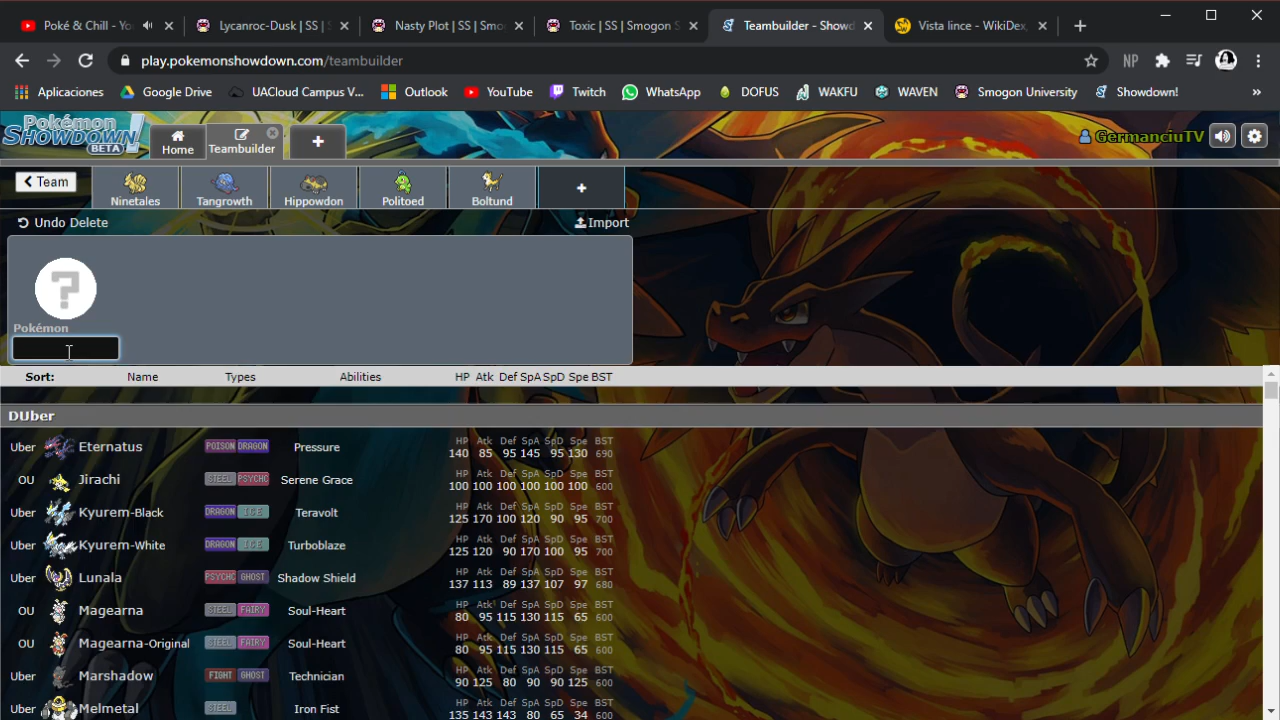 Poké & Chill - Yo
Lycanroc-Dusk | SS | S
Nasty Plot | SS | Smo
Toxic | SS | Smogon S
Teambuilder - Showd
Vista lince - WikiDex
play.pokemonshowdown.com/teambuilder
NP
Aplicaciones
Google Drive
UACloud Campus V...
Outlook
YouTube
Twitch
WhatsApp
DOFUS
WAKFU
WAVEN
Smogon University
Showdown!
»
Pokémon
SHOWDOWN!
BETA
Home
Teambuilder
GermanciuTV
Team
Ninetales
Tangrowth
Hippowdon
Politoed
Boltund
Undo Delete
Import
Pokémon
Sort: Name Types Abilities HP Atk Def SpA SpD Spe BST
DUber
HP Atk Def SpA SpD Spe BST
Uber Eternatus POISON DRAGON Pressure 140 85 95 145 95 130 690
HP Atk Def SpA SpD Spe BST
OU Jirachi STEEL PSYCHC Serene Grace 100 100 100 100 100 100 600
HP Atk Def SpA SpD Spe BST
Uber Kyurem-Black DRAGON ICE Teravolt 125 170 100 120 90 95 700
HP Atk Def SpA SpD Spe BST
Uber Kyurem-White DRAGON ICE Turboblaze 125 120 90 170 100 95 700
HP Atk Def SpA SpD Spe BST
Uber Lunala PSYCHC GHOST Shadow Shield 137 113 89 137 107 97 680
HP Atk Def SpA SpD Spe BST
OU Magearna STEEL FAIRY Soul-Heart 80 95 115 130 115 65 600
HP Atk Def SpA SpD Spe BST
OU Magearna-Original STEEL FAIRY Soul-Heart 80 95 115 130 115 65 600
HP Atk Def SpA SpD Spe BST
Uber Marshadow FIGHT GHOST Technician 90 125 80 90 90 125 600
HP Atk Def SpA SpD Spe BST
Uber Melmetal STEEL Iron Fist 135 143 143 80 65 34 600